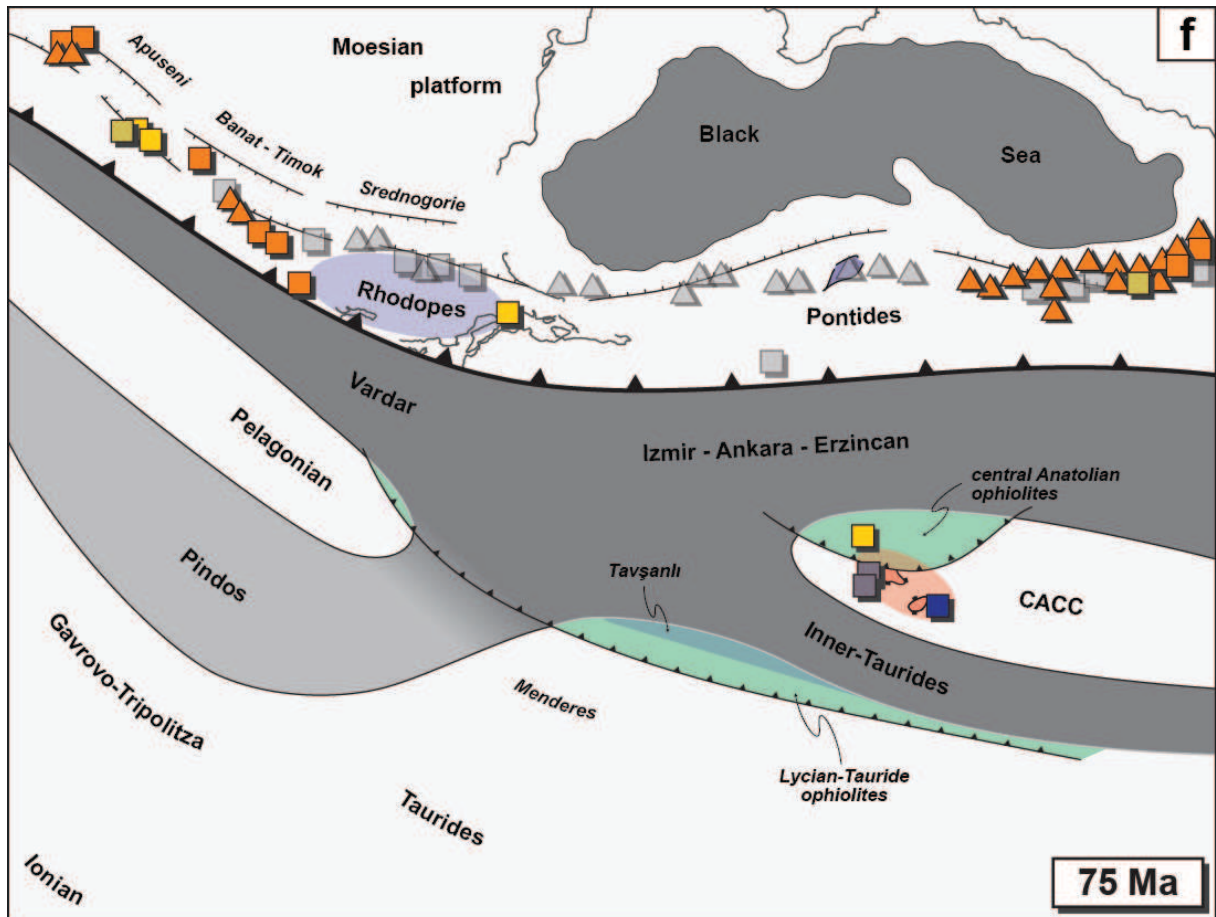 f
Apuseni
Moesian
platform
Banat - Timok
Srednogorie
Black
Sea
Rhodopes
Pontides
Vardar
Izmir - Ankara - Erzincan
Pelagonian
central Anatolian
ophiolites
Pindos
Tavşanlı
CACC
Inner-Taurides
Gavrovo-Tripolitza
Menderes
Lycian-Tauride
ophiolites
Taurides
Ionian
75 Ma